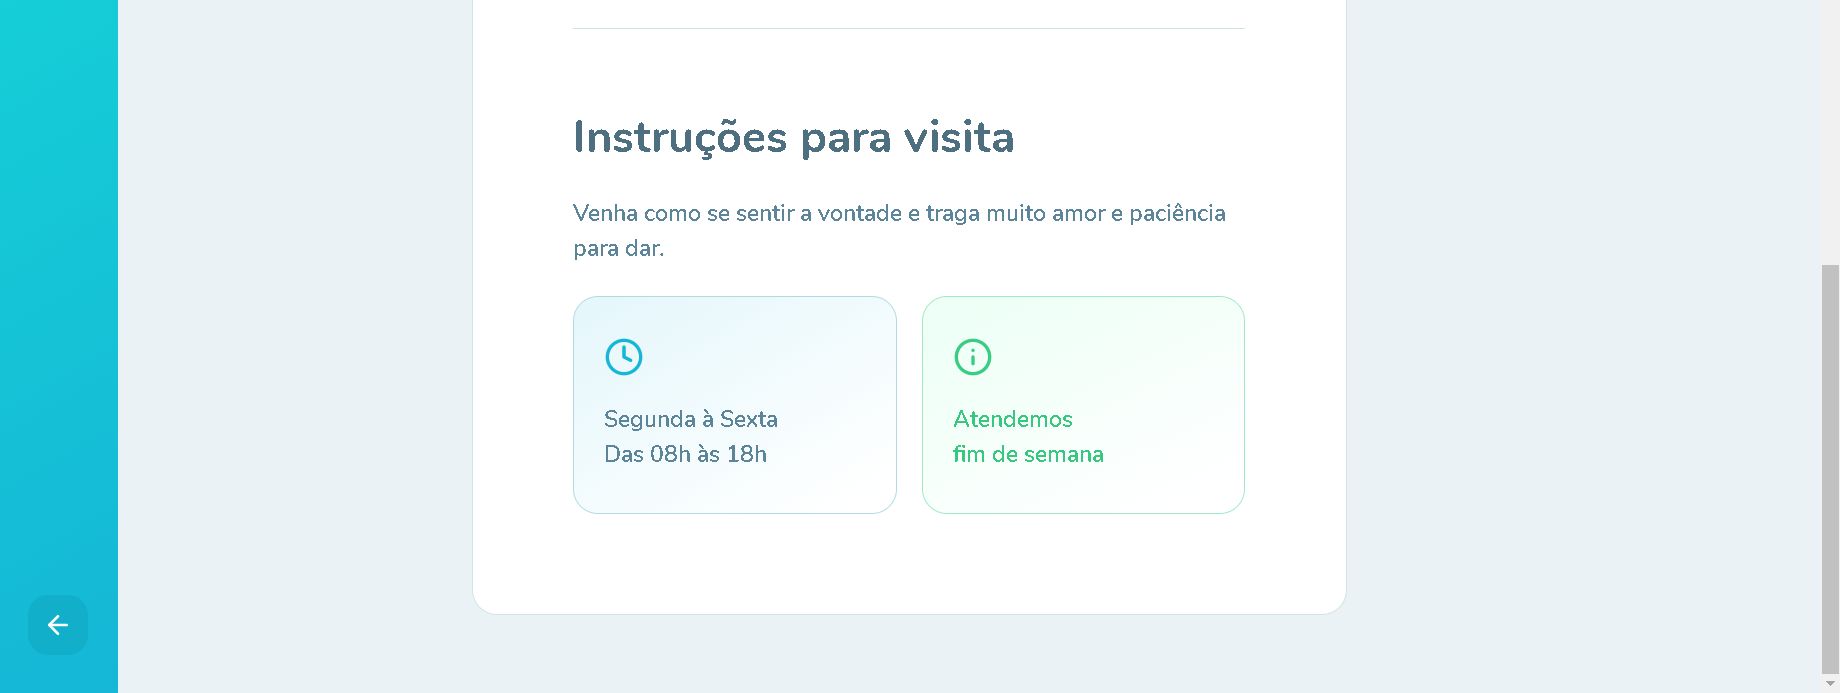 Instruções para visita
Venha como se sentir a vontade e traga muito amor e paciência
para dar.
Segunda à Sexta
Das 08h às 18h
Atendemos
fim de semana